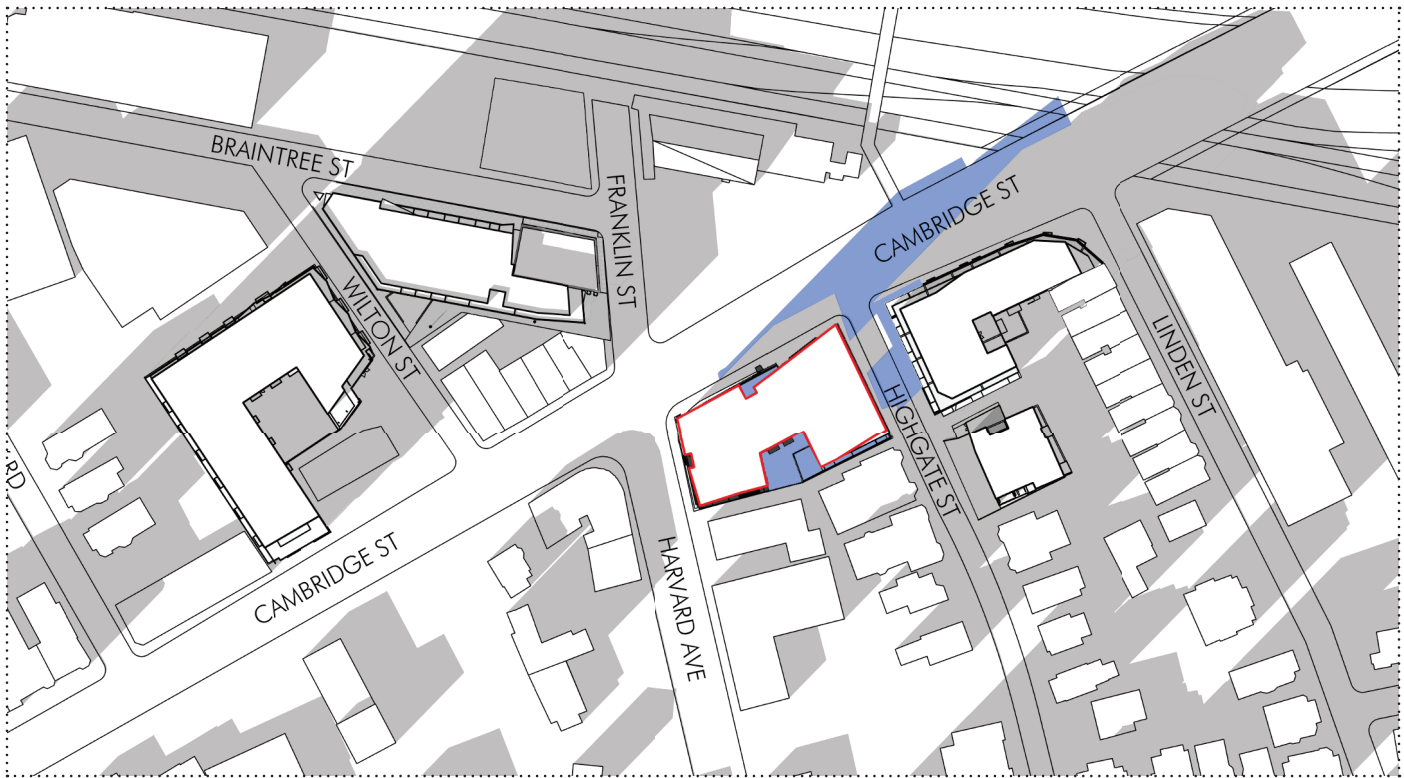 BRAINTREE ST
FRANKLIN ST
CAMBRIDGE ST
WILTON ST
LINDEN ST
HIGHGATE ST
RD
CAMBRIDGE ST
HARVARD AVE